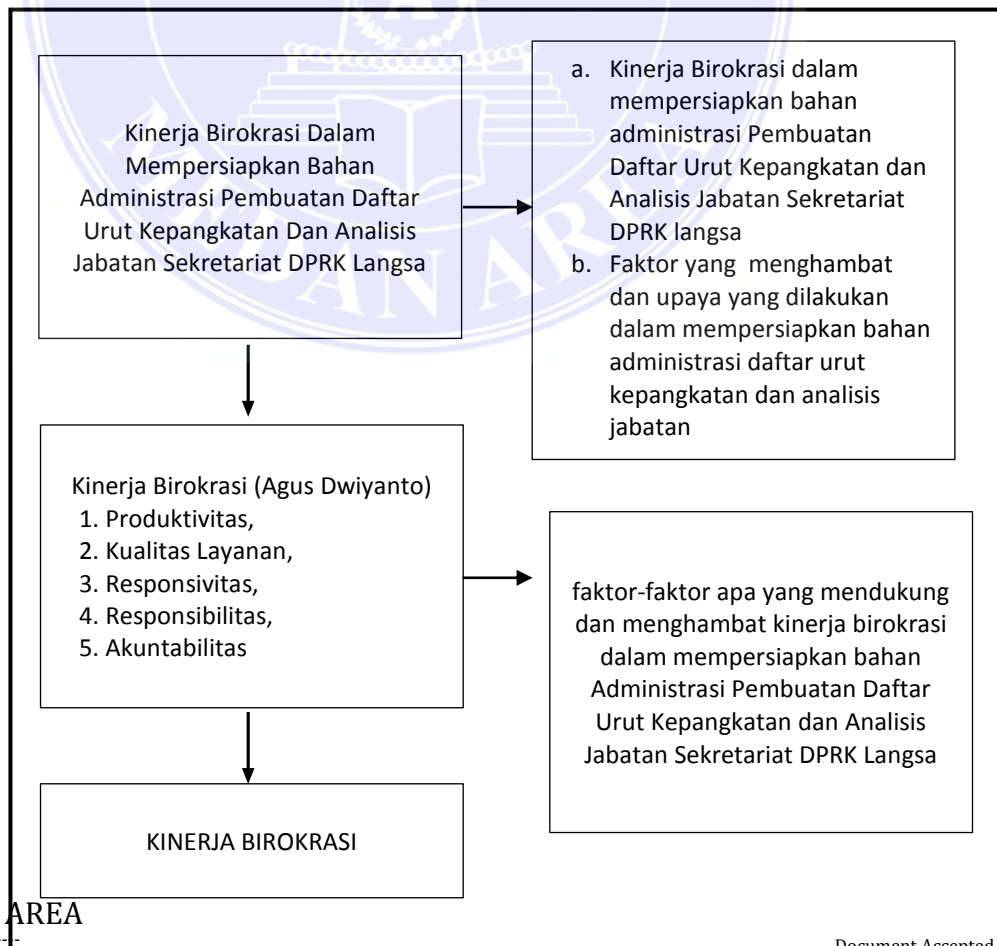 Kinerja Birokrasi Dalam
Mempersiapkan Bahan
Administrasi Pembuatan Daftar
Urut Kepangkatan Dan Analisis
Jabatan Sekretariat DPRK Langsa
a. Kinerja Birokrasi dalam
mempersiapkan bahan
administrasi Pembuatan
Daftar Urut Kepangkatan dan
Analisis Jabatan Sekretariat
DPRK langsa
b. Faktor yang menghambat
dan upaya yang dilakukan
dalam mempersiapkan bahan
administrasi daftar urut
kepangkatan dan analisis
jabatan
Kinerja Birokrasi (Agus Dwiyanto)
1. Produktivitas,
2. Kualitas Layanan,
3. Responsivitas,
4. Responsibilitas,
5. Akuntabilitas
faktor-faktor apa yang mendukung
dan menghambat kinerja birokrasi
dalam mempersiapkan bahan
Administrasi Pembuatan Daftar
Urut Kepangkatan dan Analisis
Jabatan Sekretariat DPRK Langsa
KINERJA BIROKRASI
MEDAN AREA
AREA
Document Accepted